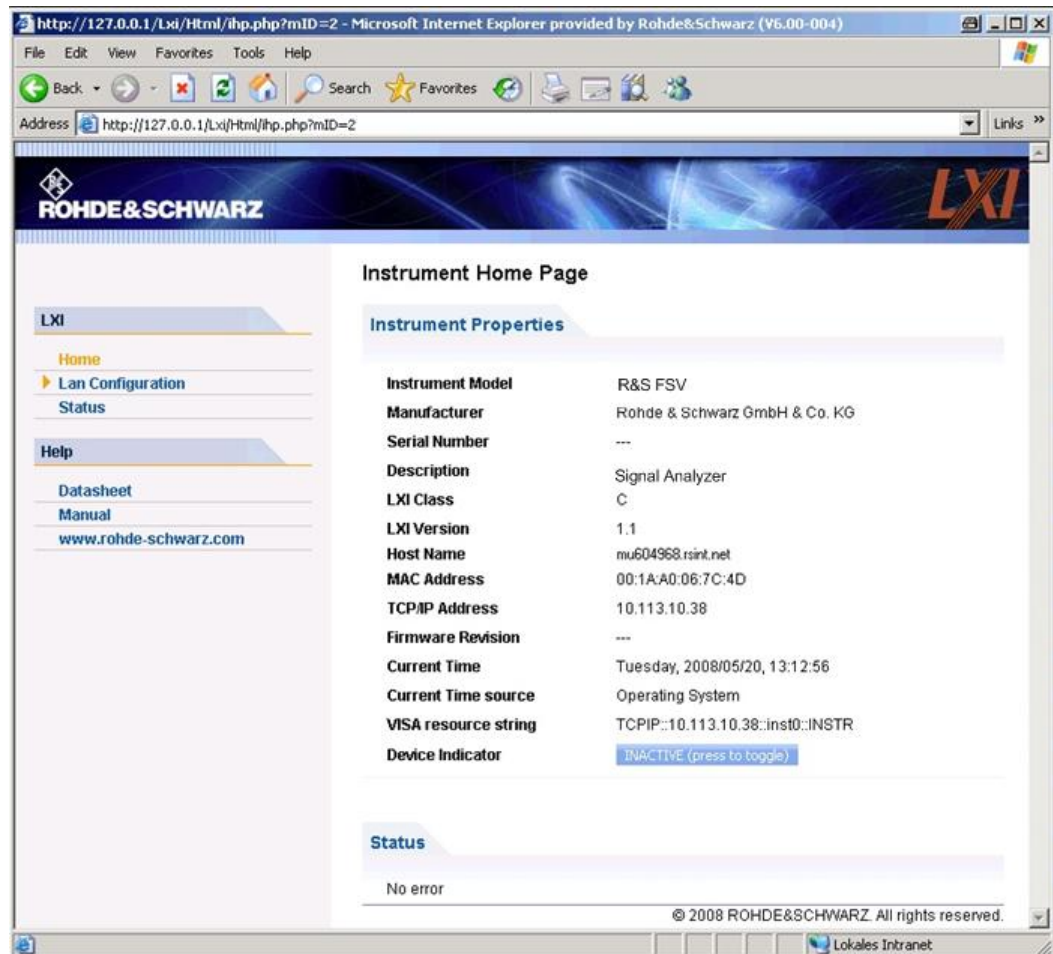 http://127.0.0.1/Lxi/Html/ihp.php?mID=2 - Microsoft Internet Explorer provided by Rohde&Schwarz (V6.00-004)
File Edit View Favorites Tools Help
Back Search Favorites
Address http://127.0.0.1/Lxi/Html/ihp.php?mID=2 Links »
ROHDE&SCHWARZ LXI
Instrument Home Page
LXI
Home
Lan Configuration
Status
Help
Datasheet
Manual
www.rohde-schwarz.com
Instrument Properties
Instrument Model R&S FSV
Manufacturer Rohde & Schwarz GmbH & Co. KG
Serial Number ---
Description Signal Analyzer
LXI Class C
LXI Version 1.1
Host Name mu604968.rsint.net
MAC Address 00:1A:A0:06:7C:4D
TCP/IP Address 10.113.10.38
Firmware Revision ---
Current Time Tuesday, 2008/05/20, 13:12:56
Current Time source Operating System
VISA resource string TCPIP::10.113.10.38::inst0::INSTR
Device Indicator INACTIVE (press to toggle)
Status
No error
© 2008 ROHDE&SCHWARZ. All rights reserved.
Lokales Intranet